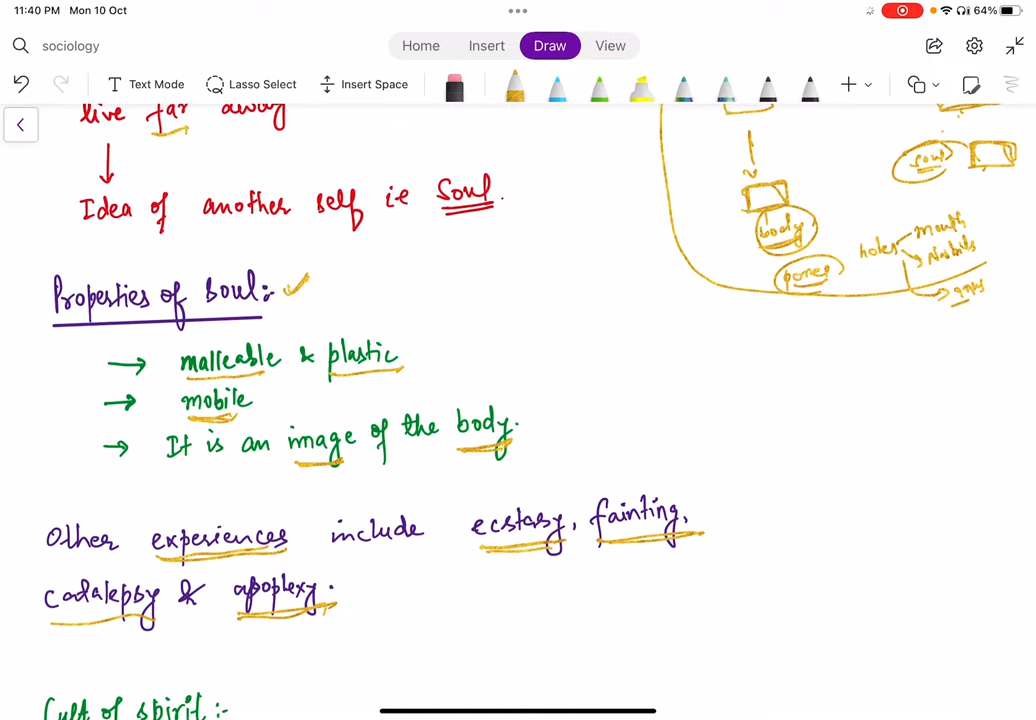 11:40 PM Mon 10 Oct
64%
sociology
Home Insert Draw View
Text Mode Lasso Select Insert Space
live far away
Idea of another self ie Soul.
Soul
body
pores
holes mouth
Nostrils
Properties of Soul:-
→ malleable & plastic
→ mobile
→ It is an image of the body.
Other experiences include ecstasy, fainting,
cadalepsy & apoplexy.
Cult of spirit:-